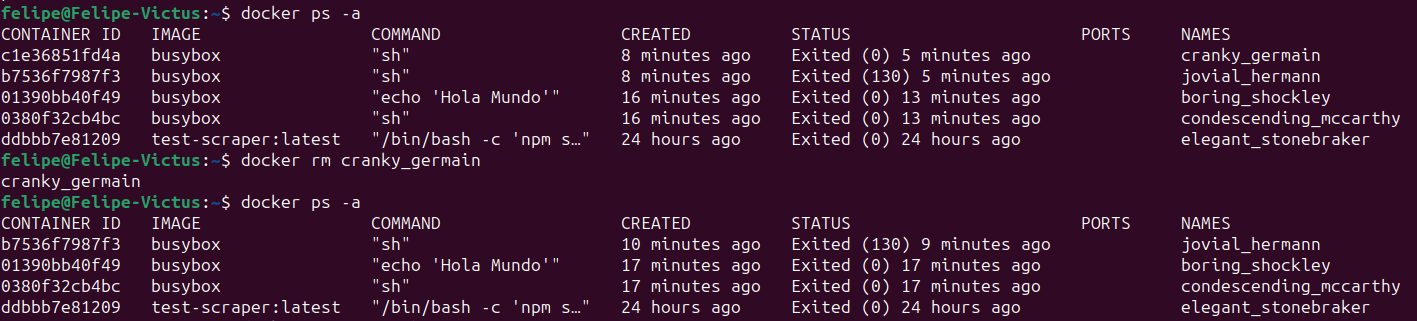 felipe@Felipe-Victus:~$ docker ps -a
CONTAINER ID   IMAGE                 COMMAND                  CREATED          STATUS                       PORTS     NAMES
c1e36851fd4a   busybox               "sh"                     8 minutes ago    Exited (0) 5 minutes ago               cranky_germain
b7536f7987f3   busybox               "sh"                     8 minutes ago    Exited (130) 5 minutes ago             jovial_hermann
01390bb40f49   busybox               "echo 'Hola Mundo'"      16 minutes ago   Exited (0) 13 minutes ago              boring_shockley
0380f32cb4bc   busybox               "sh"                     16 minutes ago   Exited (0) 13 minutes ago              condescending_mccarthy
ddbbb7e81209   test-scraper:latest   "/bin/bash -c 'npm s…"   24 hours ago     Exited (0) 24 hours ago                elegant_stonebraker
felipe@Felipe-Victus:~$ docker rm cranky_germain
cranky_germain
felipe@Felipe-Victus:~$ docker ps -a
CONTAINER ID   IMAGE                 COMMAND                  CREATED          STATUS                       PORTS     NAMES
b7536f7987f3   busybox               "sh"                     10 minutes ago   Exited (130) 9 minutes ago             jovial_hermann
01390bb40f49   busybox               "echo 'Hola Mundo'"      17 minutes ago   Exited (0) 17 minutes ago              boring_shockley
0380f32cb4bc   busybox               "sh"                     17 minutes ago   Exited (0) 17 minutes ago              condescending_mccarthy
ddbbb7e81209   test-scraper:latest   "/bin/bash -c 'npm s…"   24 hours ago     Exited (0) 24 hours ago                elegant_stonebraker